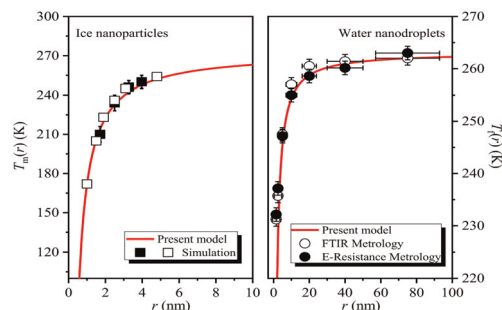 Ice nanoparticles
Water nanodroplets
300
270
240
210
180
150
120
Tm(r) (K)
Present model
Simulation
0 2 4 6 8 10
r (nm)
270
260
250
240
230
220
Tf(r) (K)
Present model
FTIR Metrology
E-Resistance Metrology
0 20 40 60 80 100
r (nm)